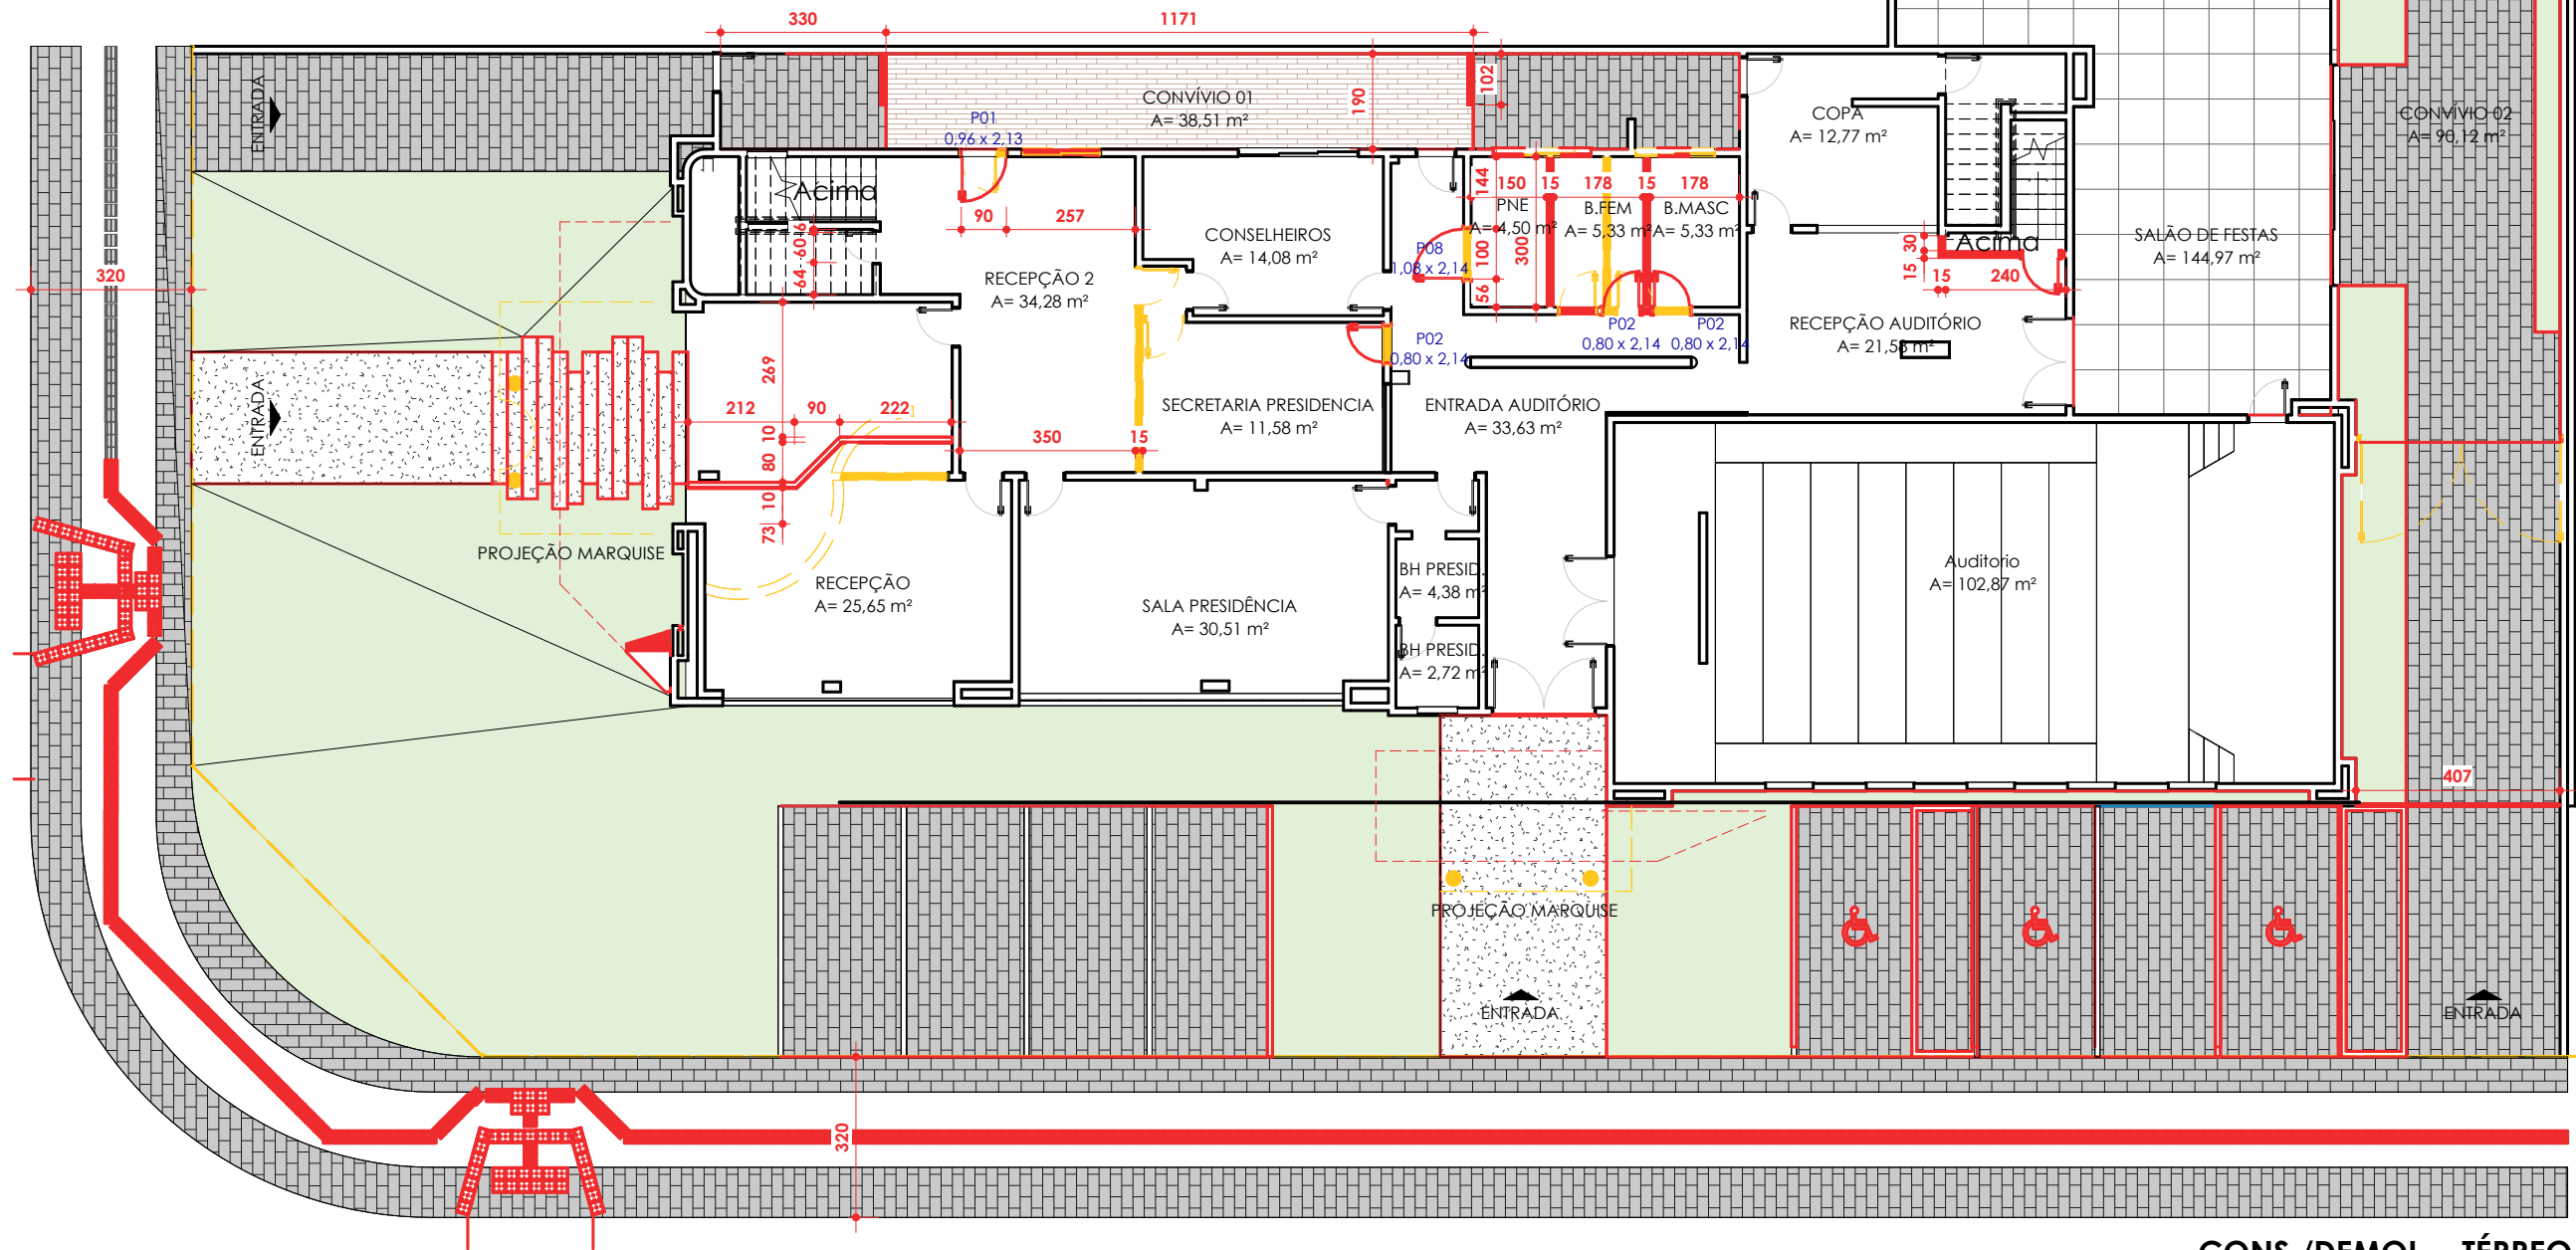 330
1171
ENTRADA
CONVÍVIO 01
A= 38,51 m²
190
102
P01
0,96 x 2,13
COPA
A= 12,77 m²
CONVÍVIO 02
A= 90,12 m²
Acima
90
257
64
60
6
RECEPÇÃO 2
A= 34,28 m²
CONSELHEIROS
A= 14,08 m²
144
150
15
178
15
178
PNE
A= 4,50 m²
B.FEM
A= 5,33 m²
B.MASC
A= 5,33 m²
P08
1,08 x 2,14
100
300
56
30
15
Acima
15
240
SALÃO DE FESTAS
A= 144,97 m²
320
RECEPÇÃO AUDITÓRIO
A= 21,58 m²
P02
0,80 x 2,14
P02
0,80 x 2,14
P02
0,80 x 2,14
269
212
90
222
10
80
10
73
350
15
SECRETARIA PRESIDENCIA
A= 11,58 m²
ENTRADA AUDITÓRIO
A= 33,63 m²
ENTRADA
PROJEÇÃO MARQUISE
RECEPÇÃO
A= 25,65 m²
SALA PRESIDÊNCIA
A= 30,51 m²
BH PRESID.
A= 4,38 m²
BH PRESID.
A= 2,72 m²
Auditorio
A= 102,87 m²
407
PROJEÇÃO MARQUISE
ENTRADA
ENTRADA
320
CONS./DEMOL - TÉRREO